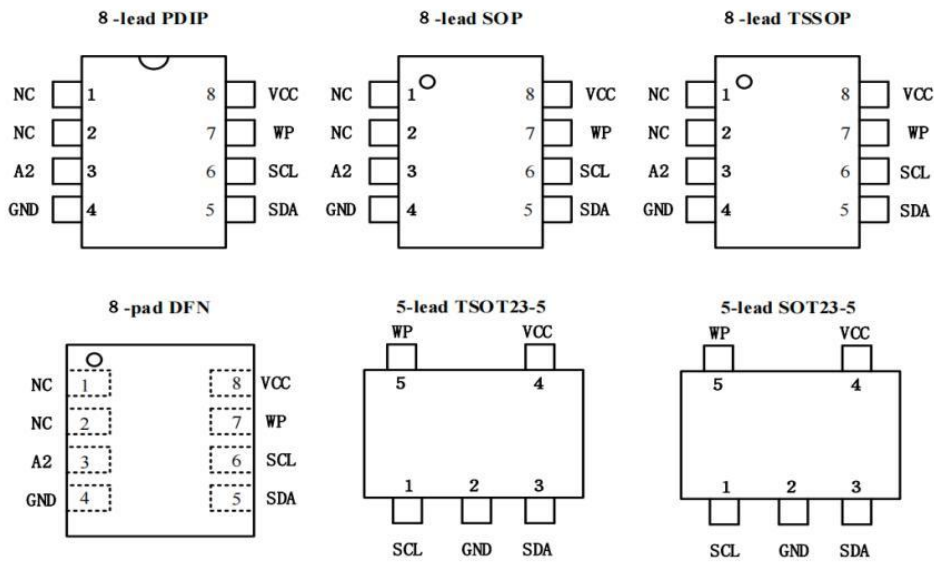 8-lead PDIP 8-lead SOP 8-lead TSSOP
NC 1 8 VCC NC 1 8 VCC NC 1 8 VCC
NC 2 7 WP NC 2 7 WP NC 2 7 WP
A2 3 6 SCL A2 3 6 SCL A2 3 6 SCL
GND 4 5 SDA GND 4 5 SDA GND 4 5 SDA
8-pad DFN 5-lead TSOT23-5 5-lead SOT23-5
WP VCC WP VCC
NC 1 8 VCC 5 4 5 4
NC 2 7 WP
A2 3 6 SCL
GND 4 5 SDA 1 2 3 1 2 3
SCL GND SDA SCL GND SDA